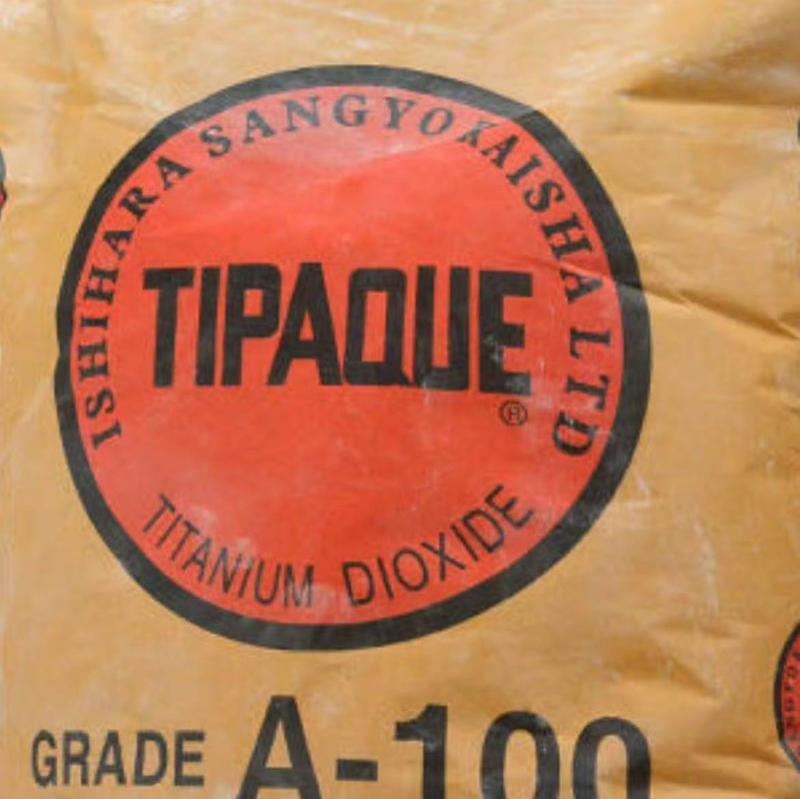 ISHIHARA SANGYO KAISHA LTD
TIPAQUE
®
TITANIUM DIOXIDE
GRADE A-100